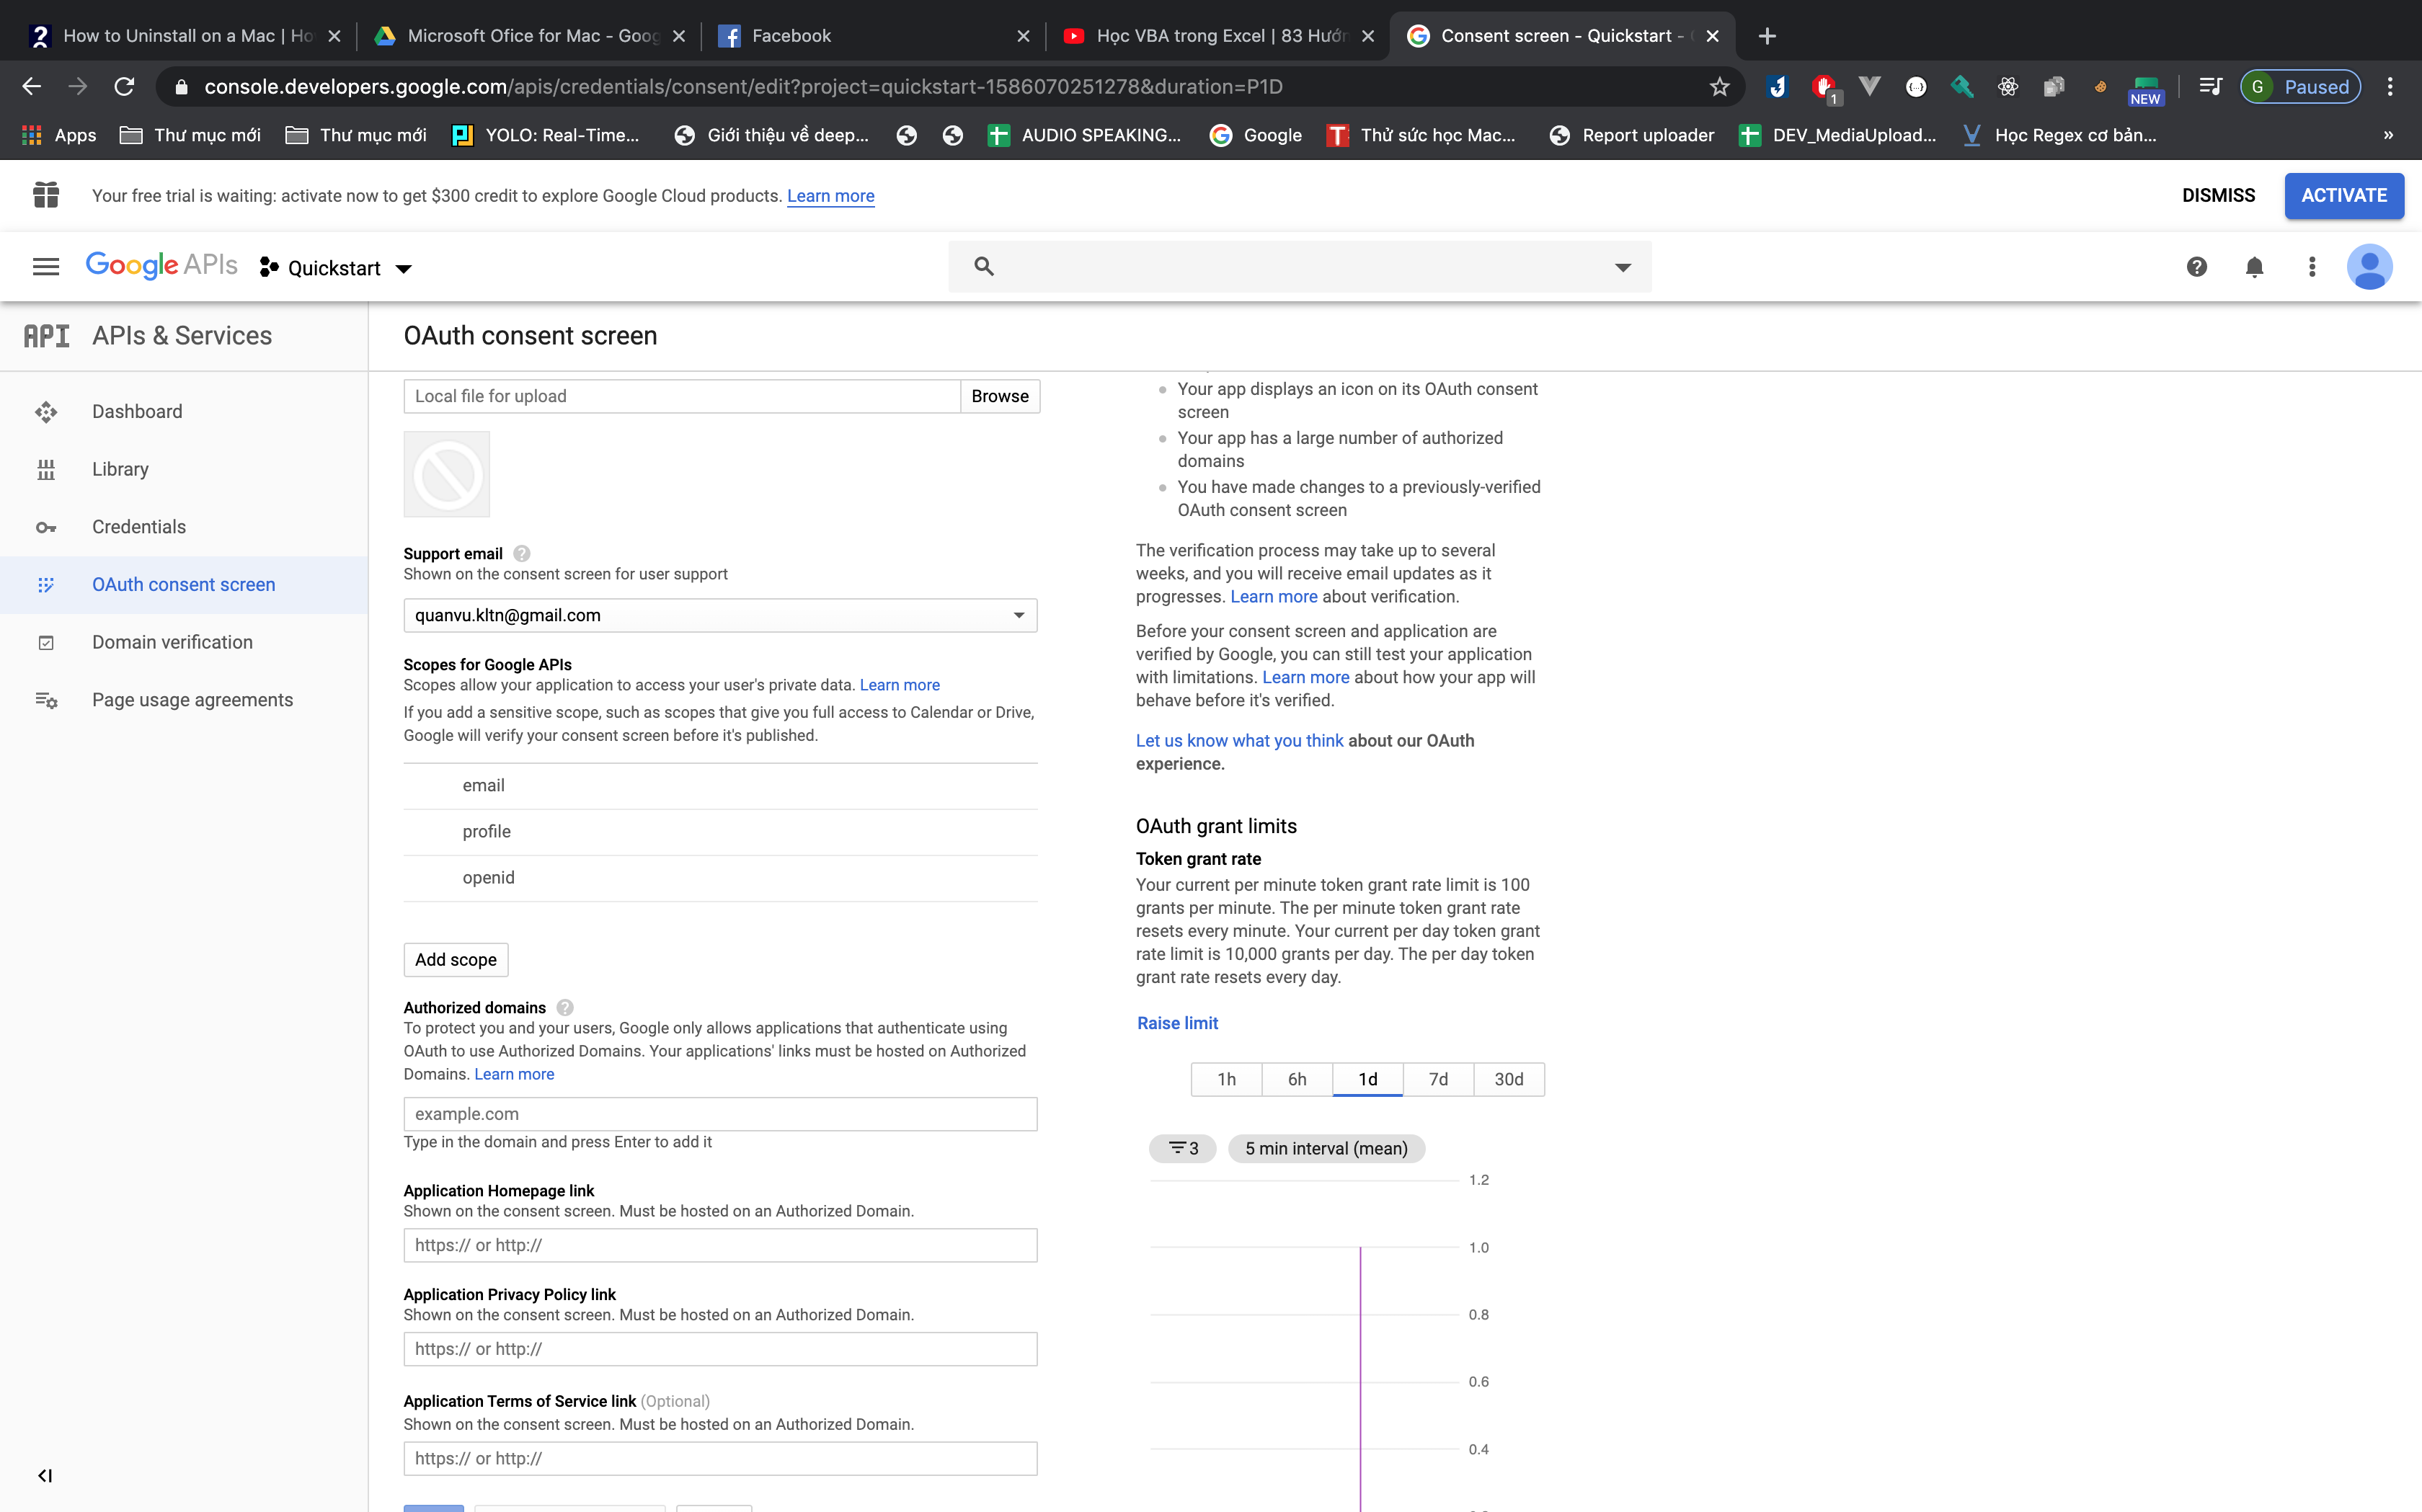 How to Uninstall on a Mac | Ho
Microsoft Ofice for Mac - Goog
Facebook
Học VBA trong Excel | 83 Hướn
Consent screen - Quickstart -
console.developers.google.com/apis/credentials/consent/edit?project=quickstart-1586070251278&duration=P1D
1
NEW
G
Paused
Apps
Thư mục mới
Thư mục mới
YOLO: Real-Time...
Giới thiệu về deep...
AUDIO SPEAKING...
Google
Thử sức học Mac...
Report uploader
DEV_MediaUpload...
Học Regex cơ bản...
»
Your free trial is waiting: activate now to get $300 credit to explore Google Cloud products. Learn more
DISMISS
ACTIVATE
Google APIs
Quickstart
API
APIs & Services
Dashboard
Library
Credentials
OAuth consent screen
Domain verification
Page usage agreements
OAuth consent screen
Local file for upload
Browse
Support email
Shown on the consent screen for user support
quanvu.kltn@gmail.com
Scopes for Google APIs
Scopes allow your application to access your user's private data. Learn more
If you add a sensitive scope, such as scopes that give you full access to Calendar or Drive,
Google will verify your consent screen before it's published.
email
profile
openid
Add scope
Authorized domains
To protect you and your users, Google only allows applications that authenticate using
OAuth to use Authorized Domains. Your applications' links must be hosted on Authorized
Domains. Learn more
example.com
Type in the domain and press Enter to add it
Application Homepage link
Shown on the consent screen. Must be hosted on an Authorized Domain.
https:// or http://
Application Privacy Policy link
Shown on the consent screen. Must be hosted on an Authorized Domain.
https:// or http://
Application Terms of Service link (Optional)
Shown on the consent screen. Must be hosted on an Authorized Domain.
https:// or http://
Your app displays an icon on its OAuth consent
screen
Your app has a large number of authorized
domains
You have made changes to a previously-verified
OAuth consent screen
The verification process may take up to several
weeks, and you will receive email updates as it
progresses. Learn more about verification.
Before your consent screen and application are
verified by Google, you can still test your application
with limitations. Learn more about how your app will
behave before it's verified.
Let us know what you think about our OAuth
experience.
OAuth grant limits
Token grant rate
Your current per minute token grant rate limit is 100
grants per minute. The per minute token grant rate
resets every minute. Your current per day token grant
rate limit is 10,000 grants per day. The per day token
grant rate resets every day.
Raise limit
1h
6h
1d
7d
30d
3
5 min interval (mean)
1.2
1.0
0.8
0.6
0.4